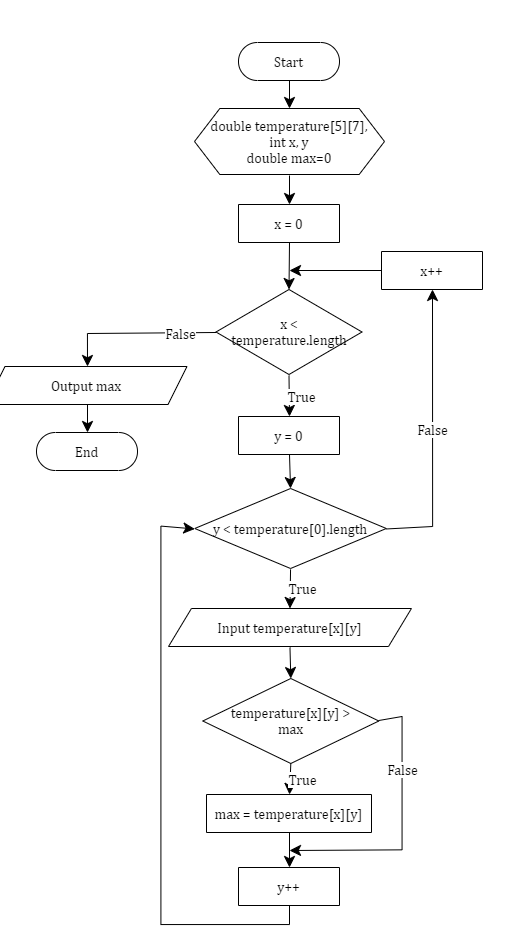 Start
double temperature[5][7],
int x, y
double max=0
x = 0
x++
x <
temperature.length
False
True
Output max
y = 0
False
End
y < temperature[0].length
True
Input temperature[x][y]
temperature[x][y] >
max
False
True
max = temperature[x][y]
y++